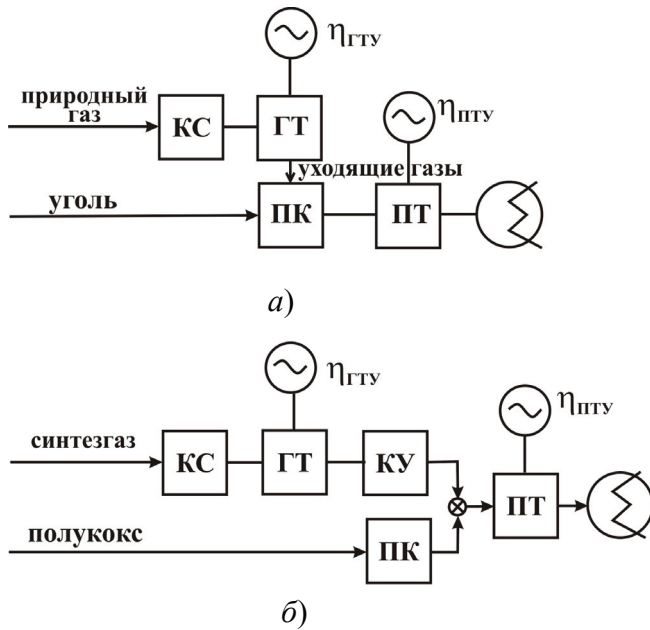 ηГТУ
природный
газ
КС
ГТ
ηПТУ
уходящие газы
уголь
ПК
ПТ
а)
ηГТУ
синтезгаз
КС
ГТ
КУ
ηПТУ
ПТ
полукокс
ПК
б)